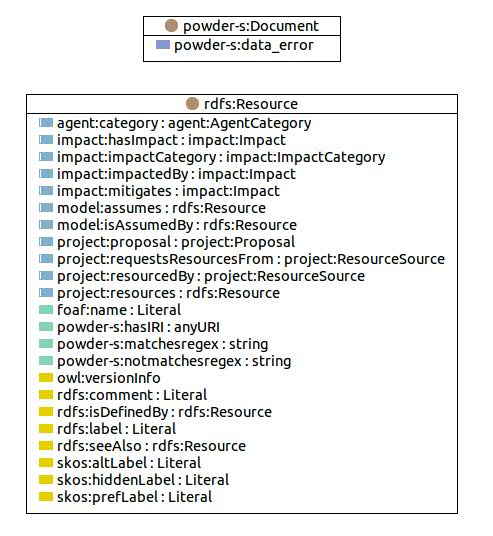 powder-s:Document
powder-s:data_error
rdfs:Resource
agent:category : agent:AgentCategory
impact:hasImpact : impact:Impact
impact:impactCategory : impact:ImpactCategory
impact:impactedBy : impact:Impact
impact:mitigates : impact:Impact
model:assumes : rdfs:Resource
model:isAssumedBy : rdfs:Resource
project:proposal : project:Proposal
project:requestsResourcesFrom : project:ResourceSource
project:resourcedBy : project:ResourceSource
project:resources : rdfs:Resource
foaf:name : Literal
powder-s:hasIRI : anyURI
powder-s:matchesregex : string
powder-s:notmatchesregex : string
owl:versionInfo
rdfs:comment : Literal
rdfs:isDefinedBy : rdfs:Resource
rdfs:label : Literal
rdfs:seeAlso : rdfs:Resource
skos:altLabel : Literal
skos:hiddenLabel : Literal
skos:prefLabel : Literal